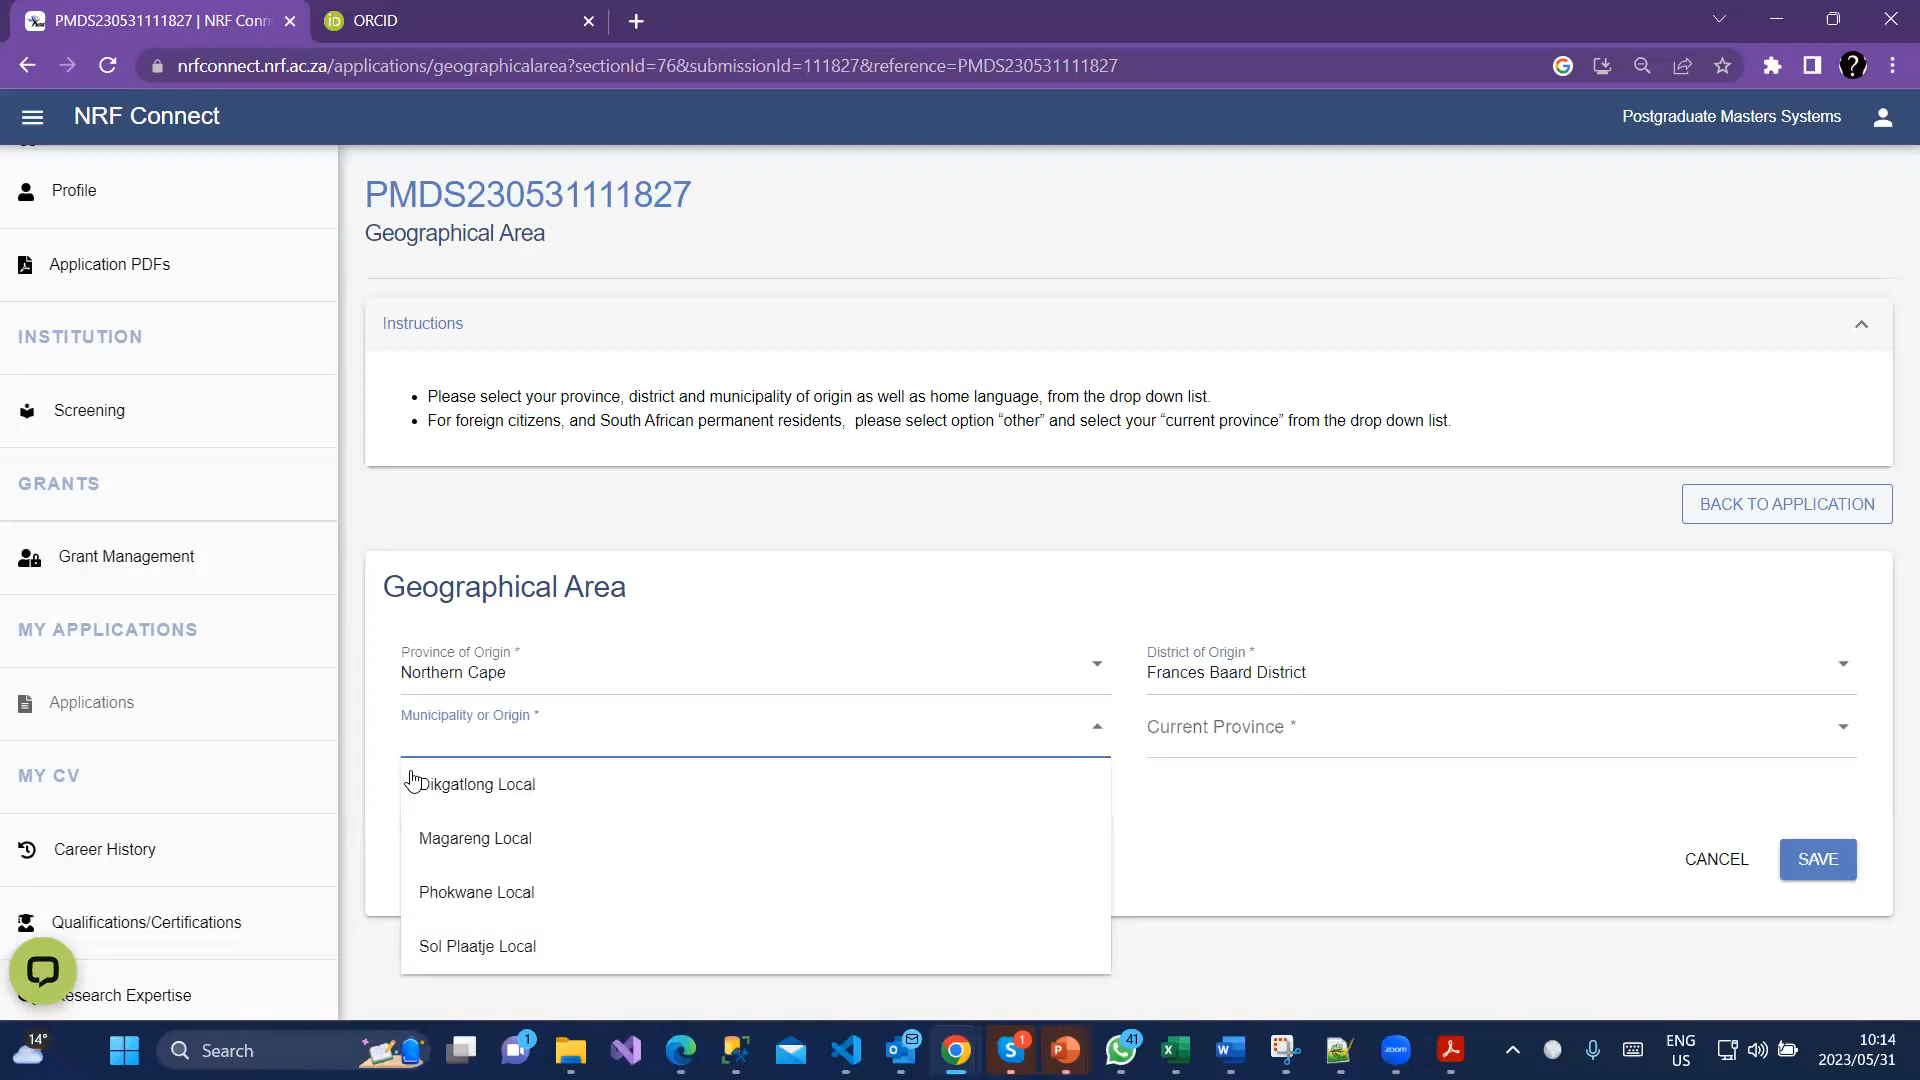 PMDS230531111827 | NRF Conn
ORCID
nrfconnect.nrf.ac.za/applications/geographicalarea?sectionId=76&submissionId=111827&reference=PMDS230531111827
NRF Connect
Postgraduate Masters Systems
Profile
Application PDFs
INSTITUTION
Screening
GRANTS
Grant Management
MY APPLICATIONS
Applications
MY CV
Career History
Qualifications/Certifications
esearch Expertise
PMDS230531111827
Geographical Area
Instructions
Please select your province, district and municipality of origin as well as home language, from the drop down list.
For foreign citizens, and South African permanent residents, please select option “other” and select your “current province” from the drop down list.
BACK TO APPLICATION
Geographical Area
Province of Origin *
Northern Cape
District of Origin *
Frances Baard District
Municipality or Origin *
Current Province *
Dikgatlong Local
Magareng Local
Phokwane Local
Sol Plaatje Local
CANCEL
SAVE
14°
Search
1
1
41
zoom
ENG
US
10:14
2023/05/31